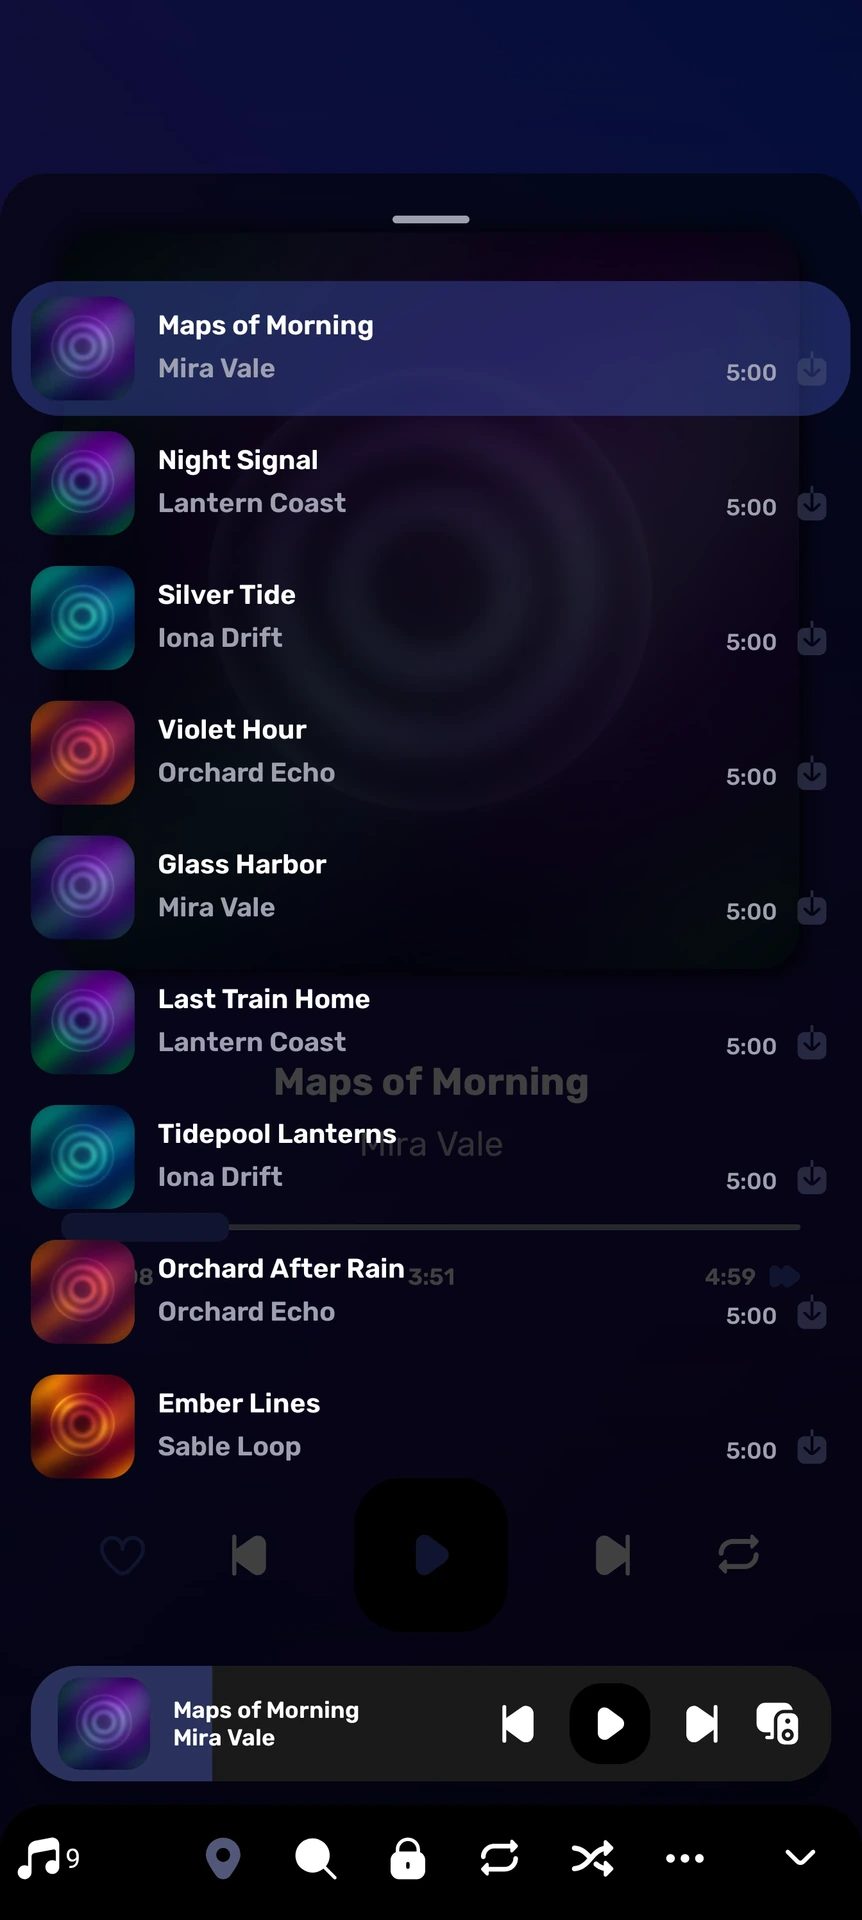 Maps of Morning
Mira Vale
5:00
Night Signal
Lantern Coast
5:00
Silver Tide
Iona Drift
5:00
Violet Hour
Orchard Echo
5:00
Glass Harbor
Mira Vale
5:00
Last Train Home
Lantern Coast
5:00
Maps of Morning
Tidepool Lanterns
Mira Vale
Iona Drift
5:00
Orchard After Rain
3:51
4:59
Orchard Echo
5:00
Ember Lines
Sable Loop
5:00
Maps of Morning
Mira Vale
9